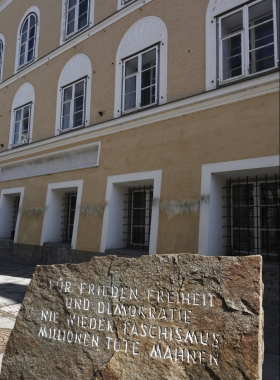 FÜR FRIEDEN FREIHEIT
UND DEMOKRATIE
NIE WIEDER FASCHISMUS
MILLIONEN TOTE MAHNEN